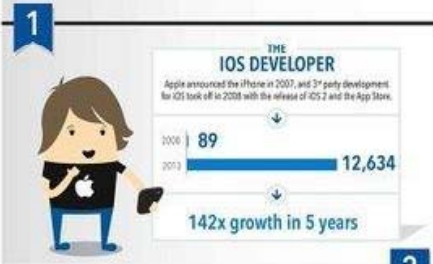 1
THE
IOS DEVELOPER
Apple announced the iPhone in 2007, and 3rd party development
for iOS took off in 2008 with the release of iOS 2 and the App Store.
2008 89
2013 12,634
142x growth in 5 years
2